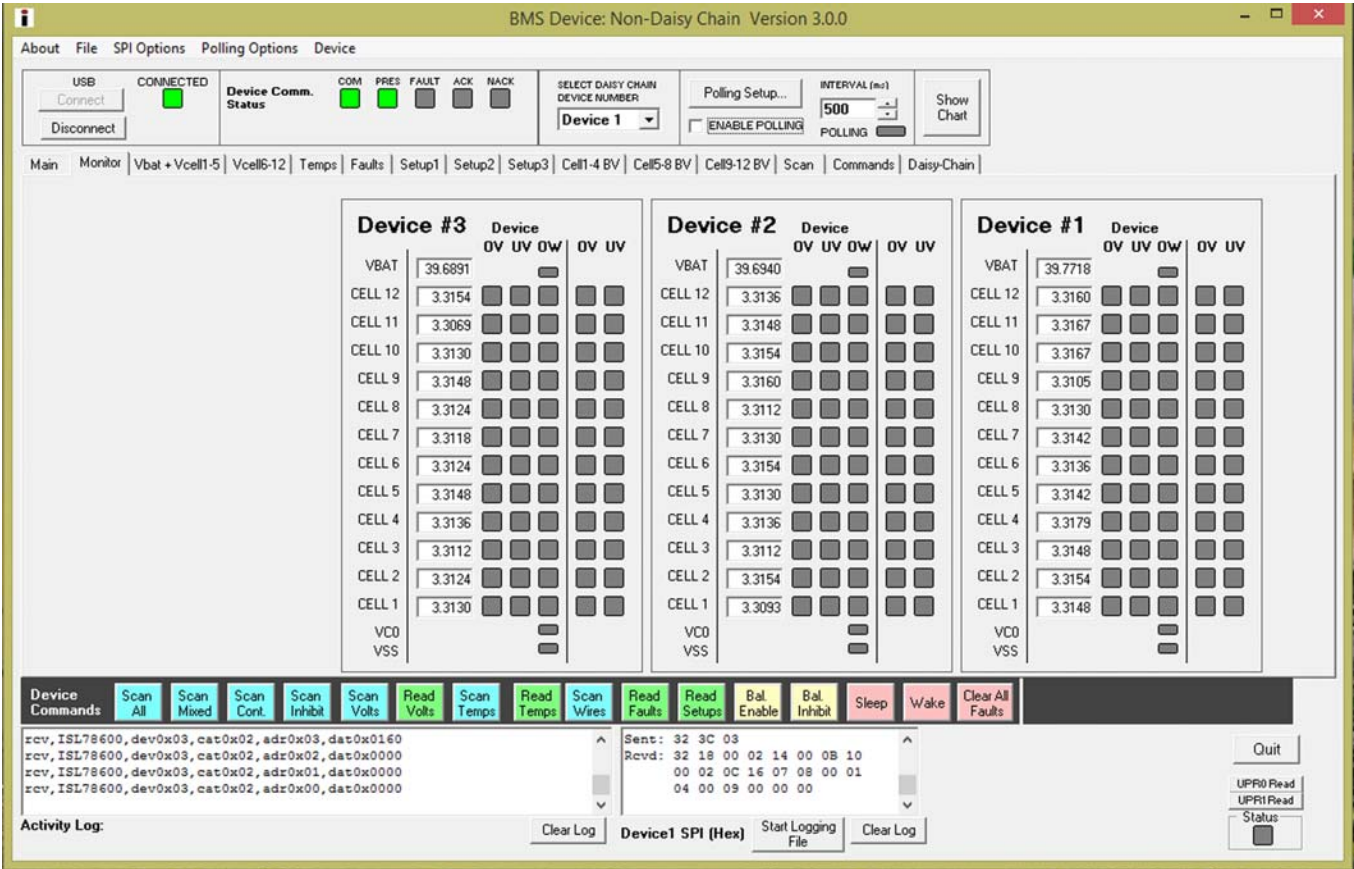 BMS Device: Non-Daisy Chain Version 3.0.0
About File SPI Options Polling Options Device
USB
Connect
Disconnect
CONNECTED
Device Comm.
Status
COM PRES FAULT ACK NACK
SELECT DAISY CHAIN
DEVICE NUMBER
Device 1
Polling Setup...
ENABLE POLLING
INTERVAL (ms)
500
POLLING
Show
Chart
Main Monitor Vbat + Vcell1-5 Vcell6-12 Temps Faults Setup1 Setup2 Setup3 Cell1-4 BV Cell5-8 BV Cell9-12 BV Scan Commands Daisy-Chain
Device #3 Device
OV UV OW OV UV
VBAT 39.6891
CELL 12 3.3154
CELL 11 3.3069
CELL 10 3.3130
CELL 9 3.3148
CELL 8 3.3124
CELL 7 3.3118
CELL 6 3.3124
CELL 5 3.3148
CELL 4 3.3136
CELL 3 3.3112
CELL 2 3.3124
CELL 1 3.3130
VC0
VSS
Device #2 Device
OV UV OW OV UV
VBAT 39.6940
CELL 12 3.3136
CELL 11 3.3148
CELL 10 3.3154
CELL 9 3.3160
CELL 8 3.3112
CELL 7 3.3130
CELL 6 3.3154
CELL 5 3.3130
CELL 4 3.3136
CELL 3 3.3112
CELL 2 3.3154
CELL 1 3.3093
VC0
VSS
Device #1 Device
OV UV OW OV UV
VBAT 39.7718
CELL 12 3.3160
CELL 11 3.3167
CELL 10 3.3167
CELL 9 3.3105
CELL 8 3.3130
CELL 7 3.3142
CELL 6 3.3136
CELL 5 3.3142
CELL 4 3.3179
CELL 3 3.3148
CELL 2 3.3154
CELL 1 3.3148
VC0
VSS
Device
Commands
Scan
All
Scan
Mixed
Scan
Cont.
Scan
Inhibit
Scan
Volts
Read
Volts
Scan
Temps
Read
Temps
Scan
Wires
Read
Faults
Read
Setups
Bal.
Enable
Bal.
Inhibit
Sleep
Wake
Clear All
Faults
rcv,ISL78600,dev0x03,cat0x02,adr0x03,dat0x0160
rcv,ISL78600,dev0x03,cat0x02,adr0x02,dat0x0000
rcv,ISL78600,dev0x03,cat0x02,adr0x01,dat0x0000
rcv,ISL78600,dev0x03,cat0x02,adr0x00,dat0x0000
Activity Log:
Clear Log
Sent: 32 3C 03
Rcvd: 32 18 00 02 14 00 0B 10
00 02 0C 16 07 08 00 01
04 00 09 00 00 00
Device1 SPI (Hex)
Start Logging
File
Clear Log
Quit
UPR0 Read
UPR1 Read
Status